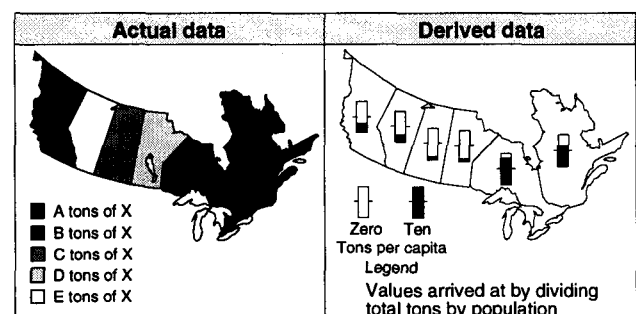 Actual data
A tons of X
B tons of X
C tons of X
D tons of X
E tons of X
Derived data
Zero Ten
Tons per capita
Legend
Values arrived at by dividing
total tons by population